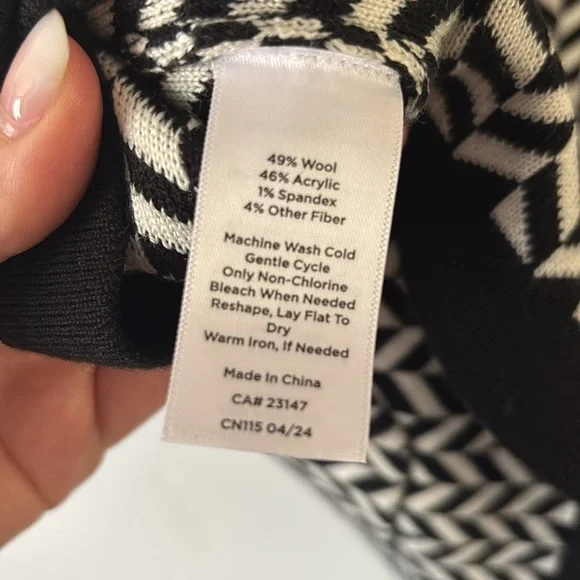 49% Wool
46% Acrylic
1% Spandex
4% Other Fiber
Machine Wash Cold
Gentle Cycle
Only Non-Chlorine
Bleach When Needed
Reshape, Lay Flat To
Dry
Warm Iron, If Needed
Made In China
CA# 23147
CN115 04/24